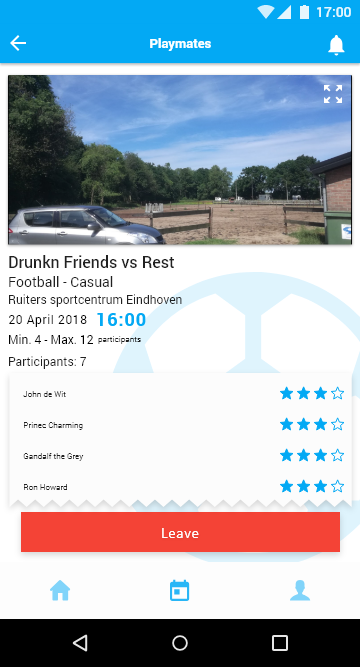 17:00
Playmates
Drunkn Friends vs Rest
Football - Casual
Ruiters sportcentrum Eindhoven
20 April 2018 16:00
Min. 4 - Max. 12 participants
Participants: 7
John de Wit
Prinec Charming
Gandalf the Grey
Ron Howard
Leave